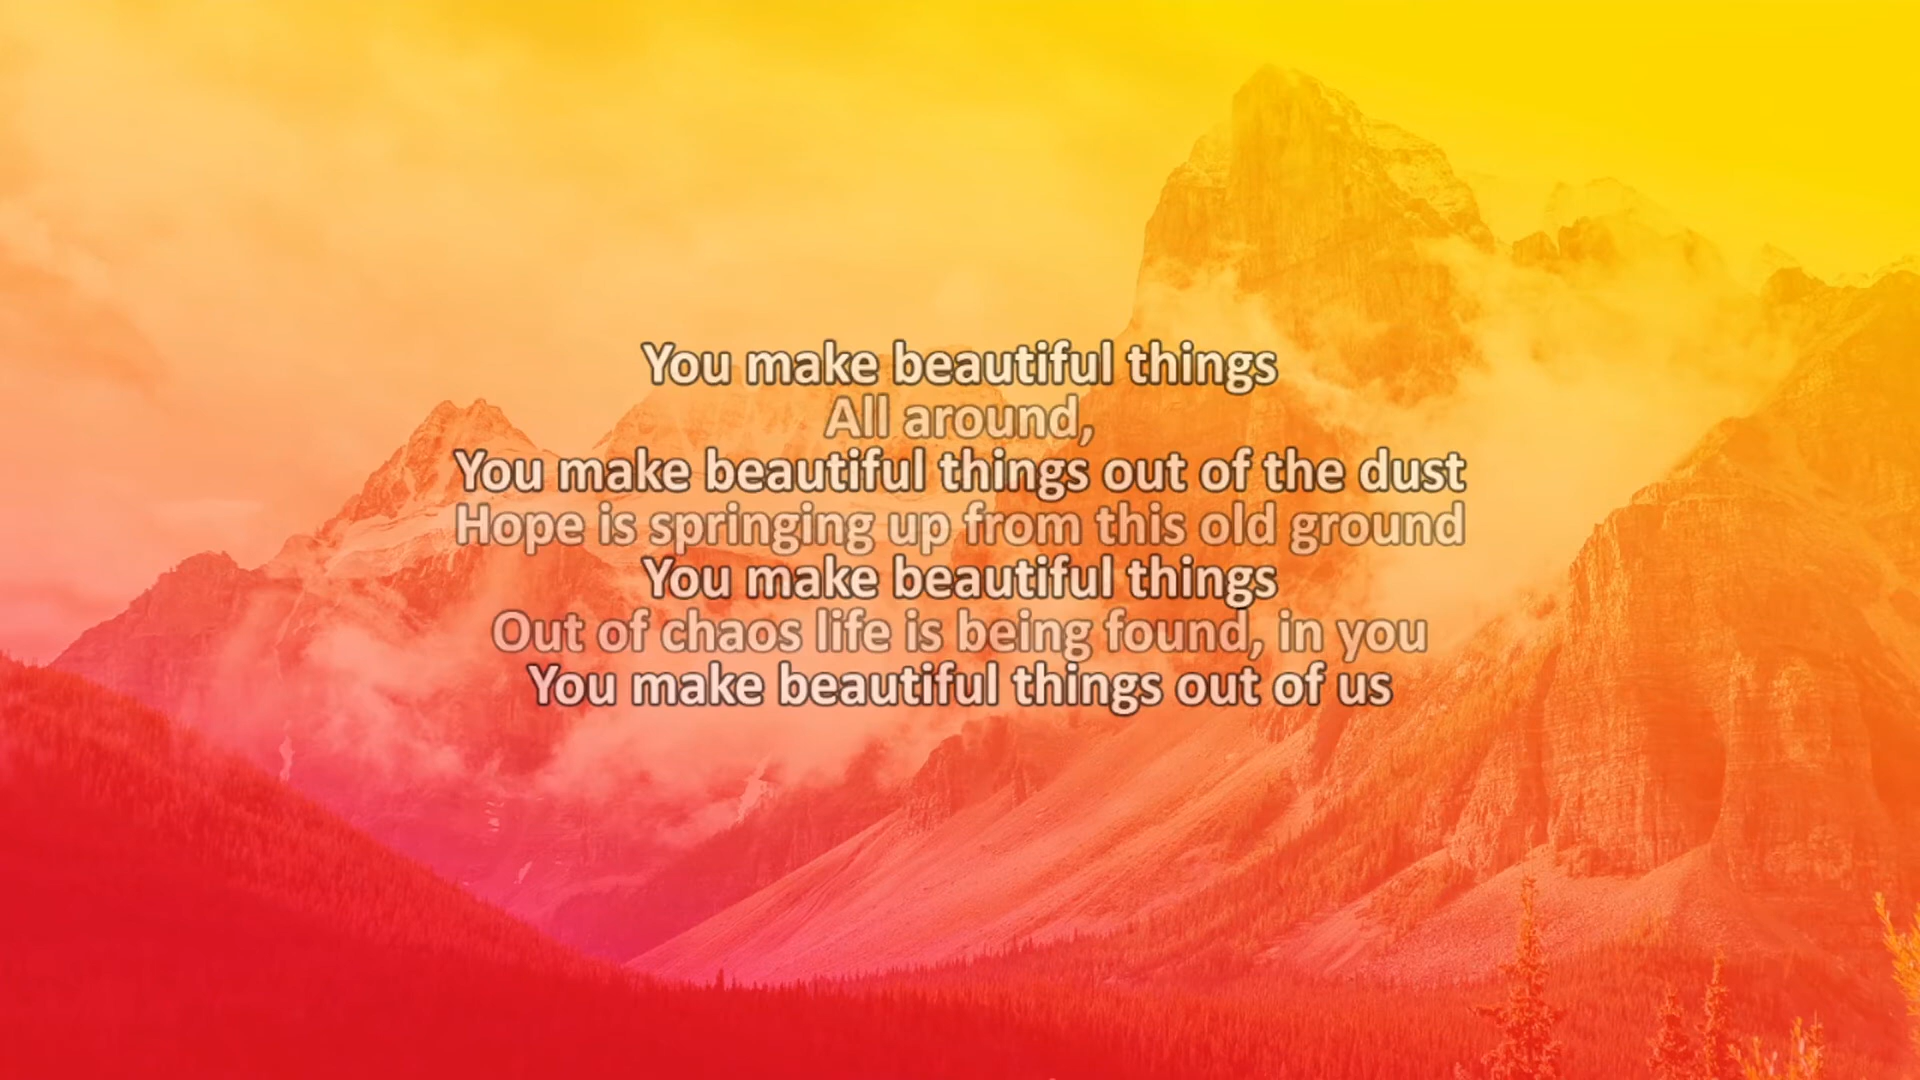 You make beautiful things
All around,
You make beautiful things out of the dust
Hope is springing up from this old ground
You make beautiful things
Out of chaos life is being found, in you
You make beautiful things out of us